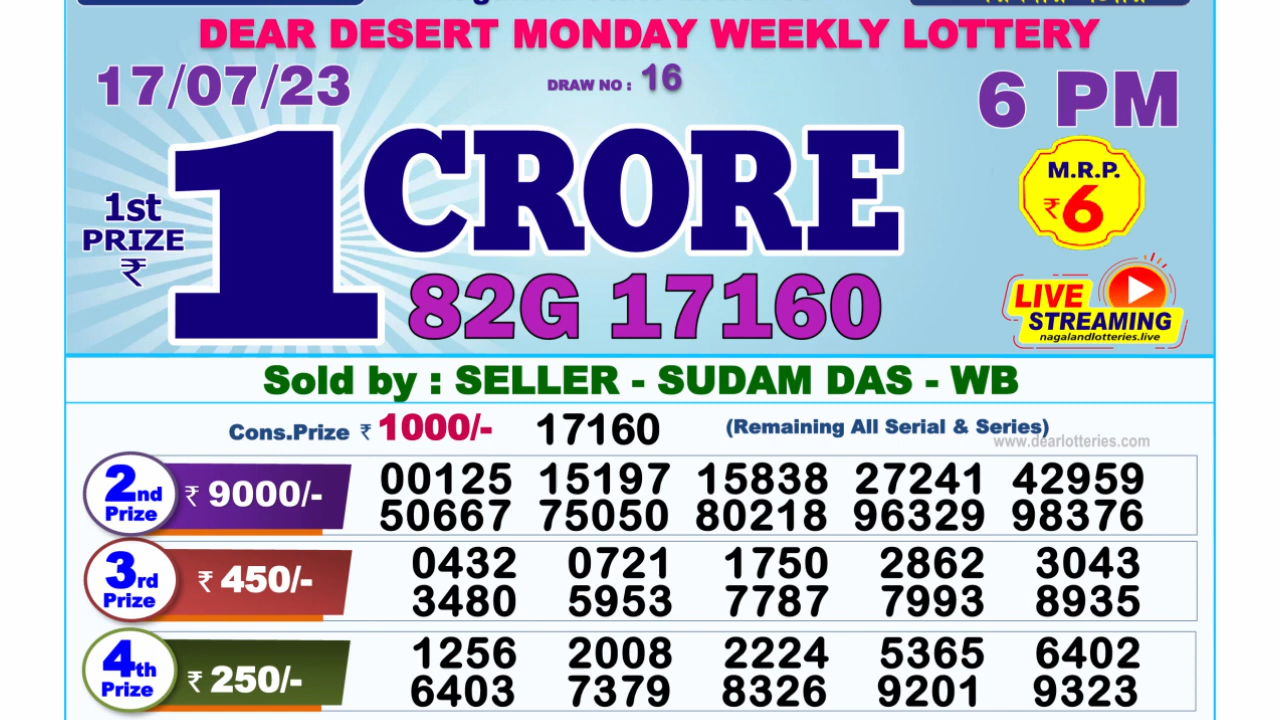 DEAR DESERT MONDAY WEEKLY LOTTERY
17/07/23
DRAW NO : 16
6 PM
1st PRIZE ₹
1 CRORE
M.R.P.
₹6
82G 17160
LIVE
STREAMING
nagalandlotteries.live
Sold by : SELLER - SUDAM DAS - WB
Cons.Prize ₹ 1000/- 17160 (Remaining All Serial & Series)
www.dearlotteries.com
2nd Prize ₹ 9000/-
00125 15197 15838 27241 42959
50667 75050 80218 96329 98376
3rd Prize ₹ 450/-
0432 0721 1750 2862 3043
3480 5953 7787 7993 8935
4th Prize ₹ 250/-
1256 2008 2224 5365 6402
6403 7379 8326 9201 9323